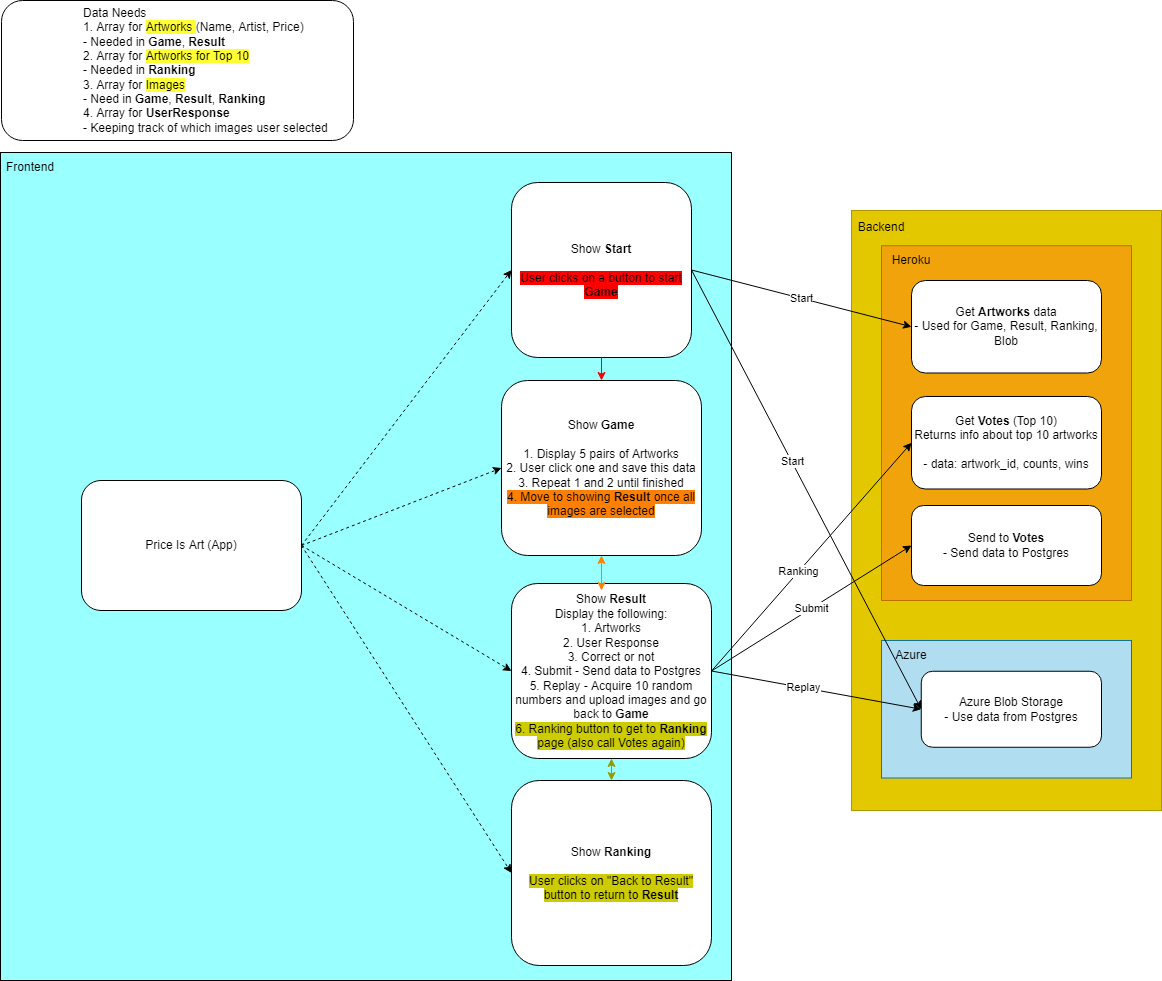 Data Needs
1. Array for Artworks (Name, Artist, Price)
- Needed in Game, Result
2. Array for Artworks for Top 10
- Needed in Ranking
3. Array for Images
- Need in Game, Result, Ranking
4. Array for UserResponse
- Keeping track of which images user selected
Frontend
Show Start
User clicks on a button to start
Game
Show Game
1. Display 5 pairs of Artworks
2. User click one and save this data
3. Repeat 1 and 2 until finished
4. Move to showing Result once all
images are selected
Price Is Art (App)
Show Result
Display the following:
1. Artworks
2. User Response
3. Correct or not
4. Submit - Send data to Postgres
5. Replay - Acquire 10 random
numbers and upload images and go
back to Game
6. Ranking button to get to Ranking
page (also call Votes again)
Show Ranking
User clicks on "Back to Result"
button to return to Result
Start
Start
Ranking
Submit
Replay
Backend
Heroku
Get Artworks data
- Used for Game, Result, Ranking,
Blob
Get Votes (Top 10)
Returns info about top 10 artworks
- data: artwork_id, counts, wins
Send to Votes
- Send data to Postgres
Azure
Azure Blob Storage
- Use data from Postgres